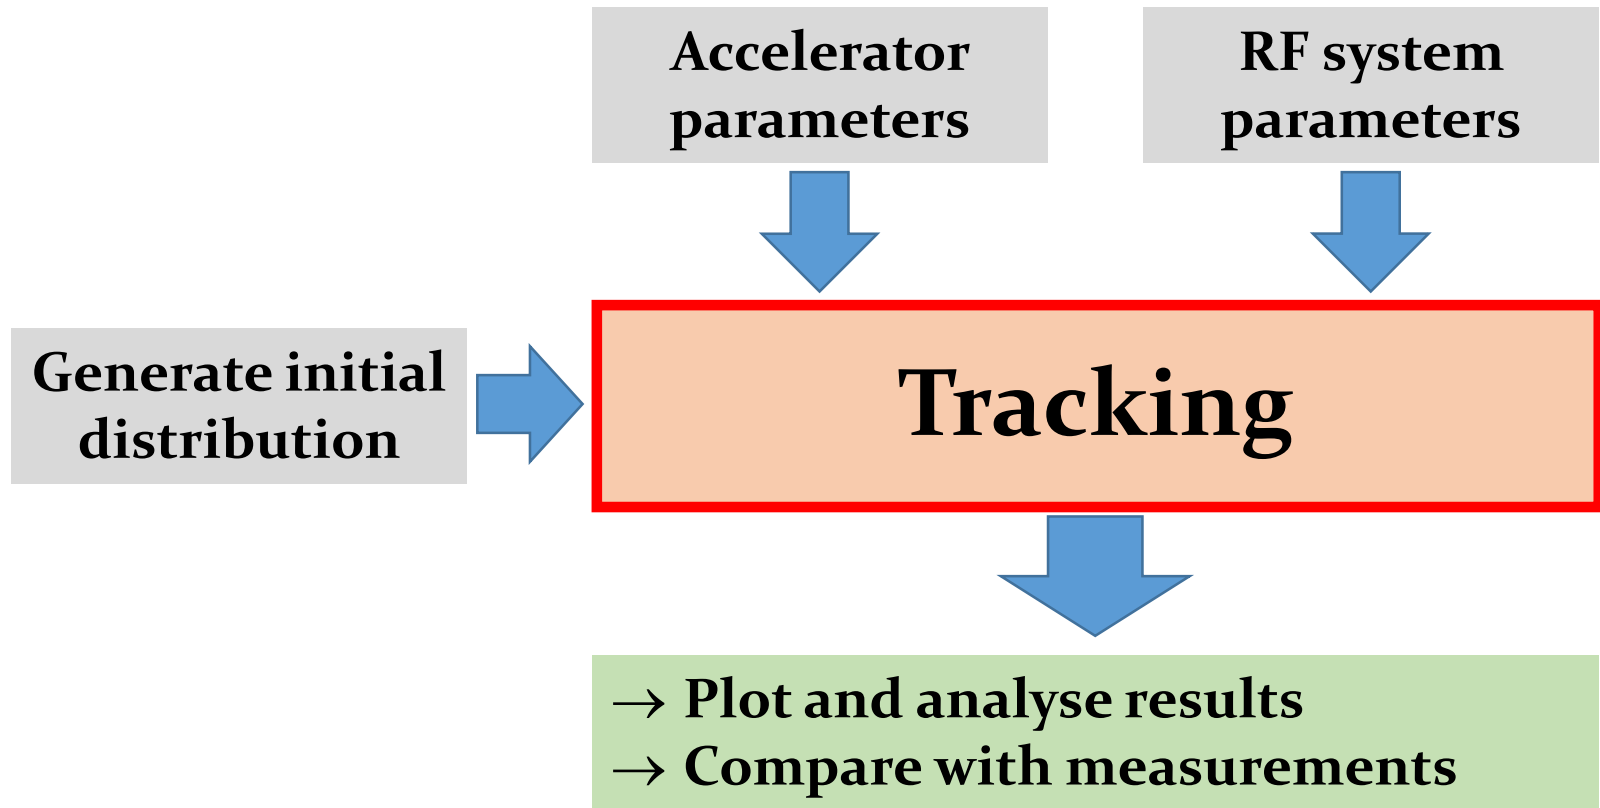 Accelerator
parameters
RF system
parameters
Generate initial
distribution
Tracking
→ Plot and analyse results
→ Compare with measurements